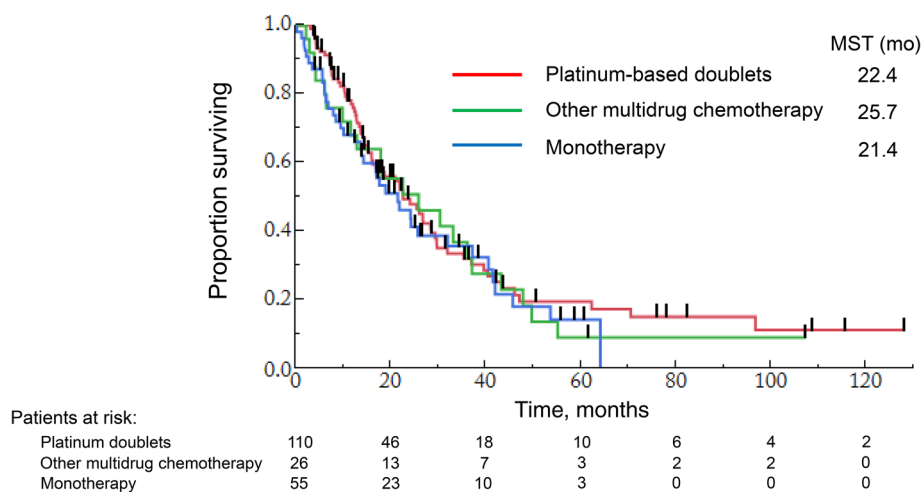 1.0
0.8
0.6
0.4
0.2
0.0
Proportion surviving
MST (mo)
Platinum-based doublets 22.4
Other multidrug chemotherapy 25.7
Monotherapy 21.4
0 20 40 60 80 100 120
Time, months
Patients at risk:
Platinum doublets 110 46 18 10 6 4 2
Other multidrug chemotherapy 26 13 7 3 2 2 0
Monotherapy 55 23 10 3 0 0 0